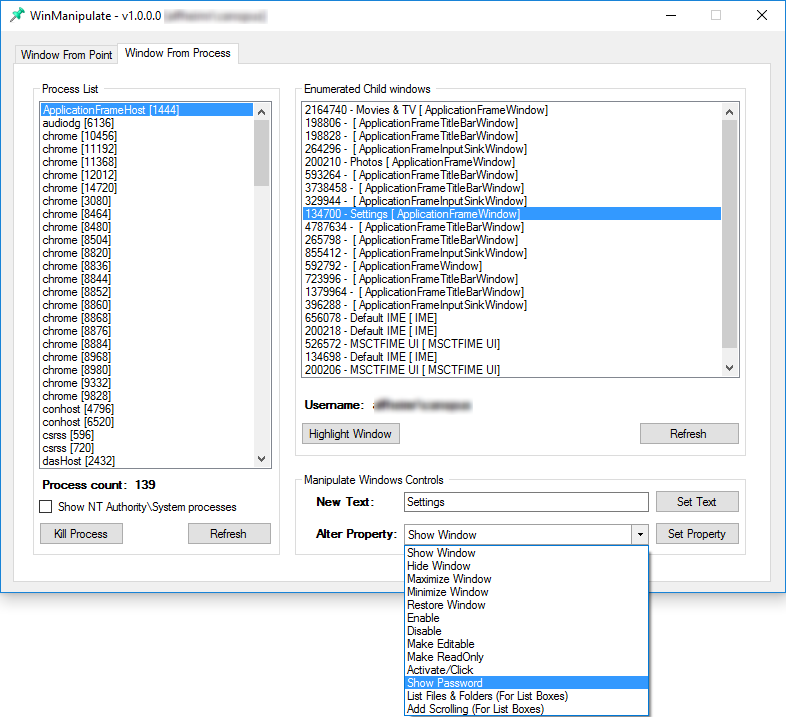 WinManipulate - v1.0.0.0
Window From Point
Window From Process
Process List
ApplicationFrameHost [1444]
audiodg [6136]
chrome [10456]
chrome [11192]
chrome [11368]
chrome [12012]
chrome [14720]
chrome [3080]
chrome [8464]
chrome [8480]
chrome [8504]
chrome [8820]
chrome [8836]
chrome [8844]
chrome [8852]
chrome [8860]
chrome [8868]
chrome [8876]
chrome [8884]
chrome [8968]
chrome [8980]
chrome [9332]
chrome [9828]
conhost [4796]
conhost [6520]
csrss [596]
csrss [720]
dasHost [2432]
Process count: 139
Show NT Authority\System processes
Kill Process
Refresh
Enumerated Child windows
2164740 - Movies & TV [ ApplicationFrameWindow]
198806 - [ ApplicationFrameTitleBarWindow]
198828 - [ ApplicationFrameTitleBarWindow]
264296 - [ ApplicationFrameInputSinkWindow]
200210 - Photos [ ApplicationFrameWindow]
593264 - [ ApplicationFrameTitleBarWindow]
3738458 - [ ApplicationFrameTitleBarWindow]
329944 - [ ApplicationFrameInputSinkWindow]
134700 - Settings [ ApplicationFrameWindow]
4787634 - [ ApplicationFrameTitleBarWindow]
265798 - [ ApplicationFrameTitleBarWindow]
855412 - [ ApplicationFrameInputSinkWindow]
592792 - [ ApplicationFrameWindow]
723996 - [ ApplicationFrameTitleBarWindow]
1379964 - [ ApplicationFrameTitleBarWindow]
396288 - [ ApplicationFrameInputSinkWindow]
656078 - Default IME [ IME]
200218 - Default IME [ IME]
526572 - MSCTFIME UI [ MSCTFIME UI]
134698 - Default IME [ IME]
200206 - MSCTFIME UI [ MSCTFIME UI]
Username:
Highlight Window
Refresh
Manipulate Windows Controls
New Text:
Settings
Set Text
Alter Property:
Show Window
Set Property
Show Window
Hide Window
Maximize Window
Minimize Window
Restore Window
Enable
Disable
Make Editable
Make ReadOnly
Activate/Click
Show Password
List Files & Folders (For List Boxes)
Add Scrolling (For List Boxes)